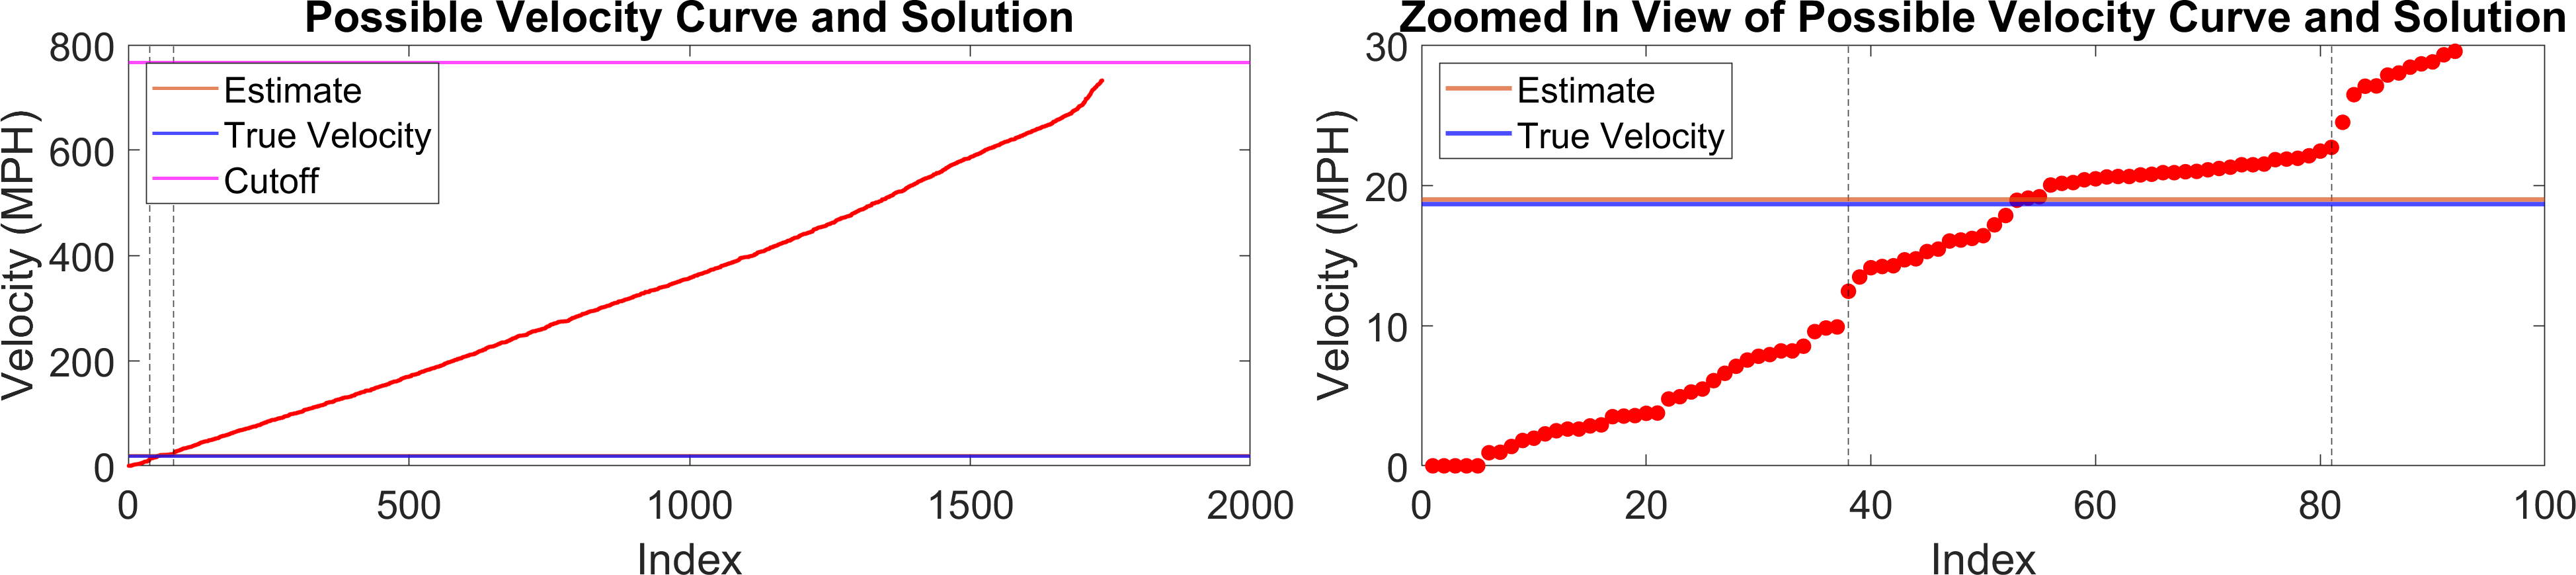 Possible Velocity Curve and Solution
800
600
400
200
0
Velocity (MPH)
Estimate
True Velocity
Cutoff
0 500 1000 1500 2000
Index
Zoomed In View of Possible Velocity Curve and Solution
30
20
10
0
Velocity (MPH)
Estimate
True Velocity
0 20 40 60 80 100
Index